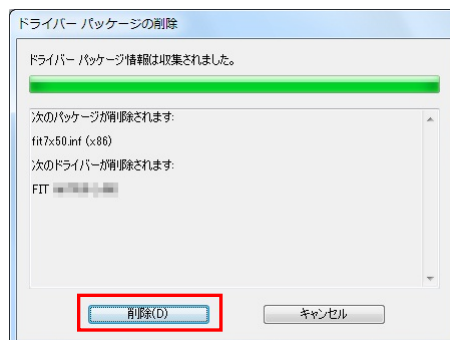 ドライバー パッケージの削除
ドライバー パッケージ情報は収集されました。
次のパッケージが削除されます:
fit7x50.inf (x86)
次のドライバーが削除されます:
FIT
削除(D)
キャンセル